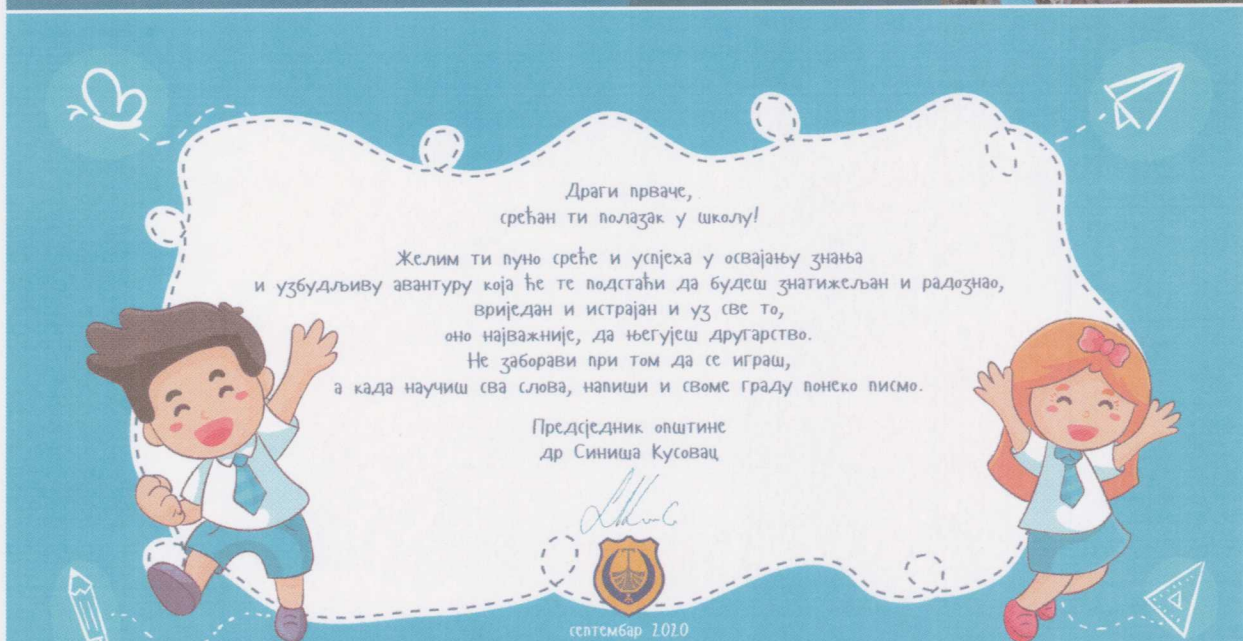 Драги прваче,
срећан ти полазак у школу!
Желим ти пуно среће и успјеха у освајању знања
и узбудљиву авантуру која ће те подстаћи да будеш знатижељан и радознао,
вриједан и истрајан и уз све то,
оно најважније, да његујеш другарство.
Не заборави при том да се играш,
а када научиш сва слова, напиши и своме граду понеко писмо.
Предсједник општине
др Синиша Кусовац
септембар 2020